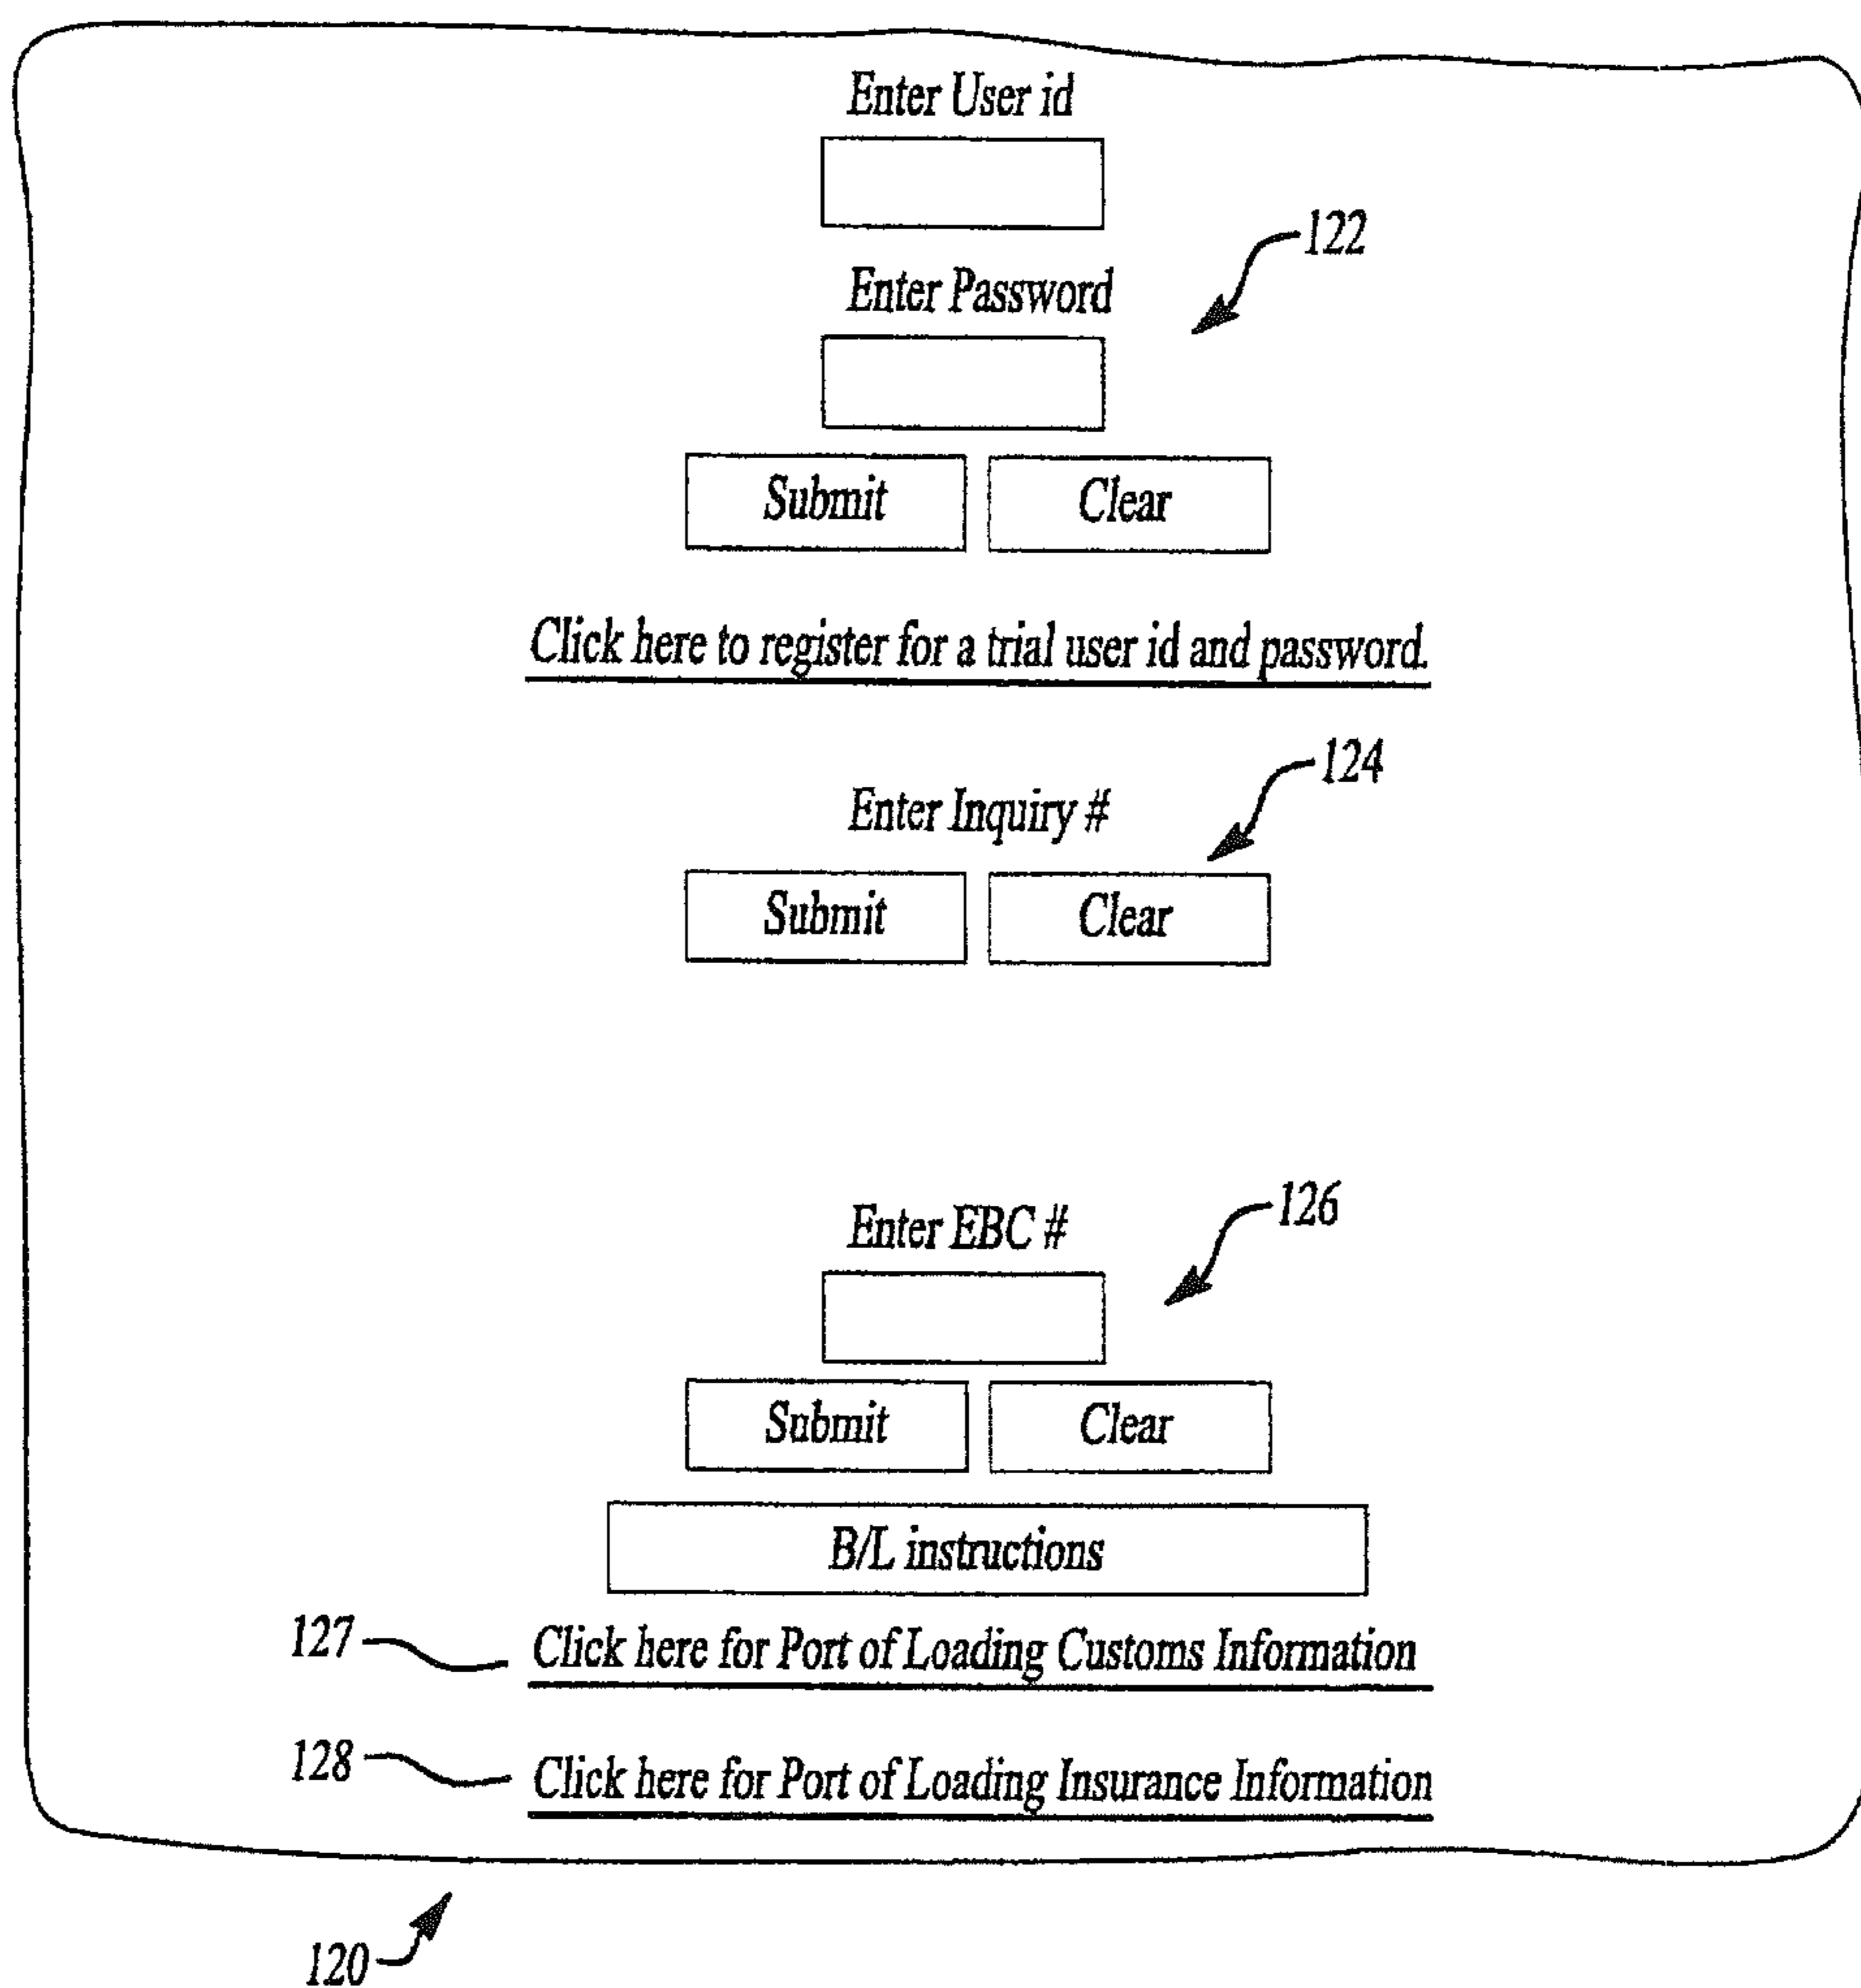 Enter User id
122
Enter Password
Submit Clear
Click here to register for a trial user id and password.
124
Enter Inquiry #
Submit Clear
126
Enter EBC #
Submit Clear
B/L instructions
127 Click here for Port of Loading Customs Information
128 Click here for Port of Loading Insurance Information
120